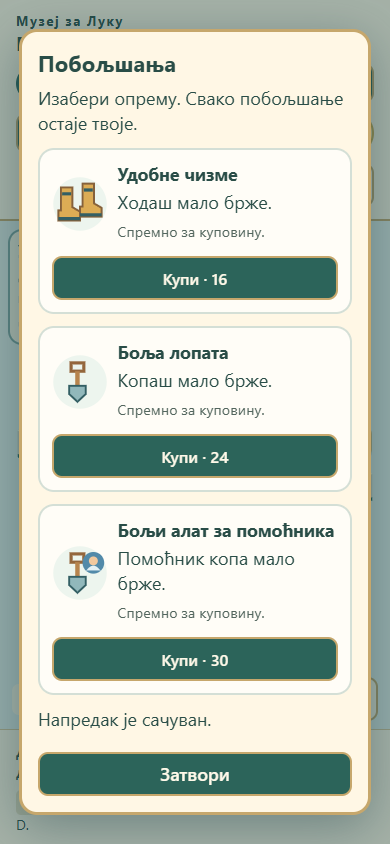 Музеј за Луку
Побољшања
Изабери опрему. Свако побољшање
остаје твоје.
Удобне чизме
Ходаш мало брже.
Спремно за куповину.
Купи · 16
Боља лопата
Копаш мало брже.
Спремно за куповину.
Купи · 24
Бољи алат за помоћника
Помоћник копа мало
брже.
Спремно за куповину.
Купи · 30
Напредак је сачуван.
Затвори
D.